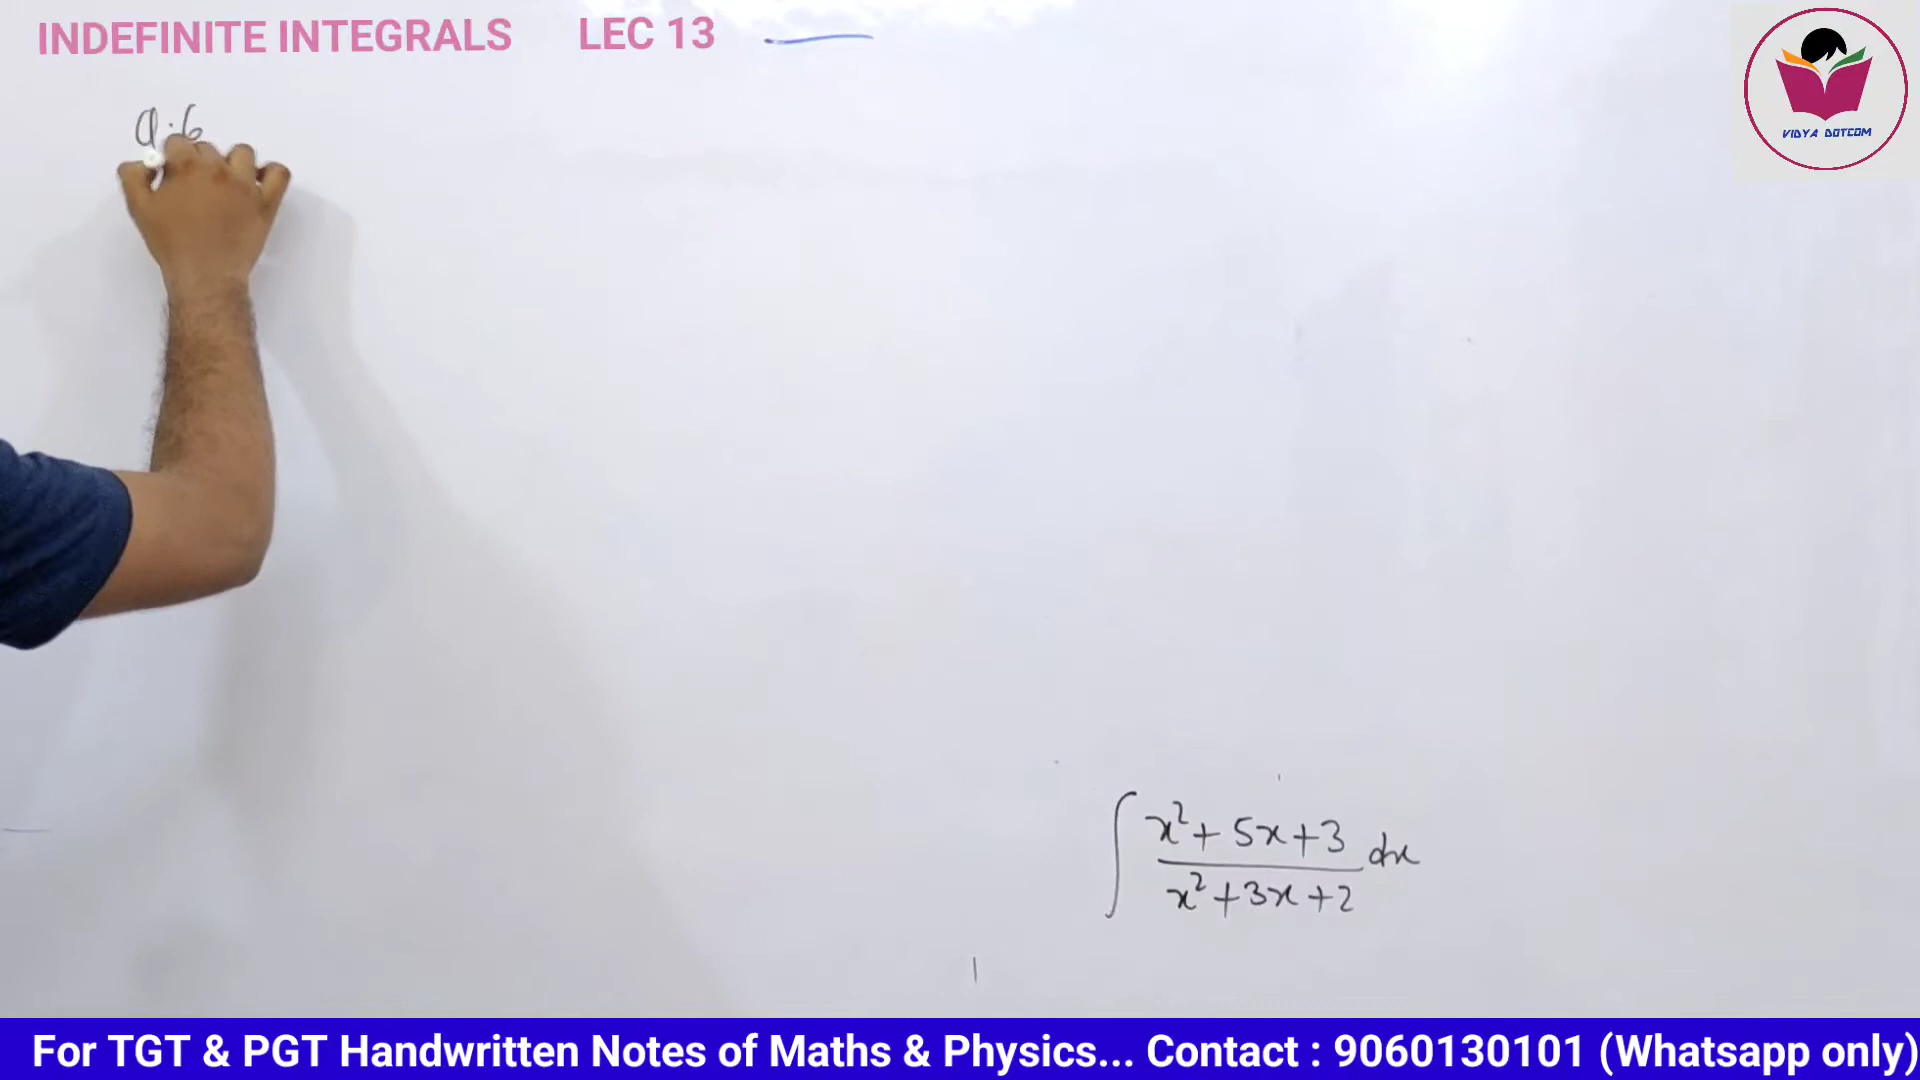 INDEFINITE INTEGRALS LEC 13
VIDYA DOTCOM
Q.6
∫ x²+5x+3 / x²+3x+2 dx
For TGT & PGT Handwritten Notes of Maths & Physics... Contact : 9060130101 (Whatsapp only)